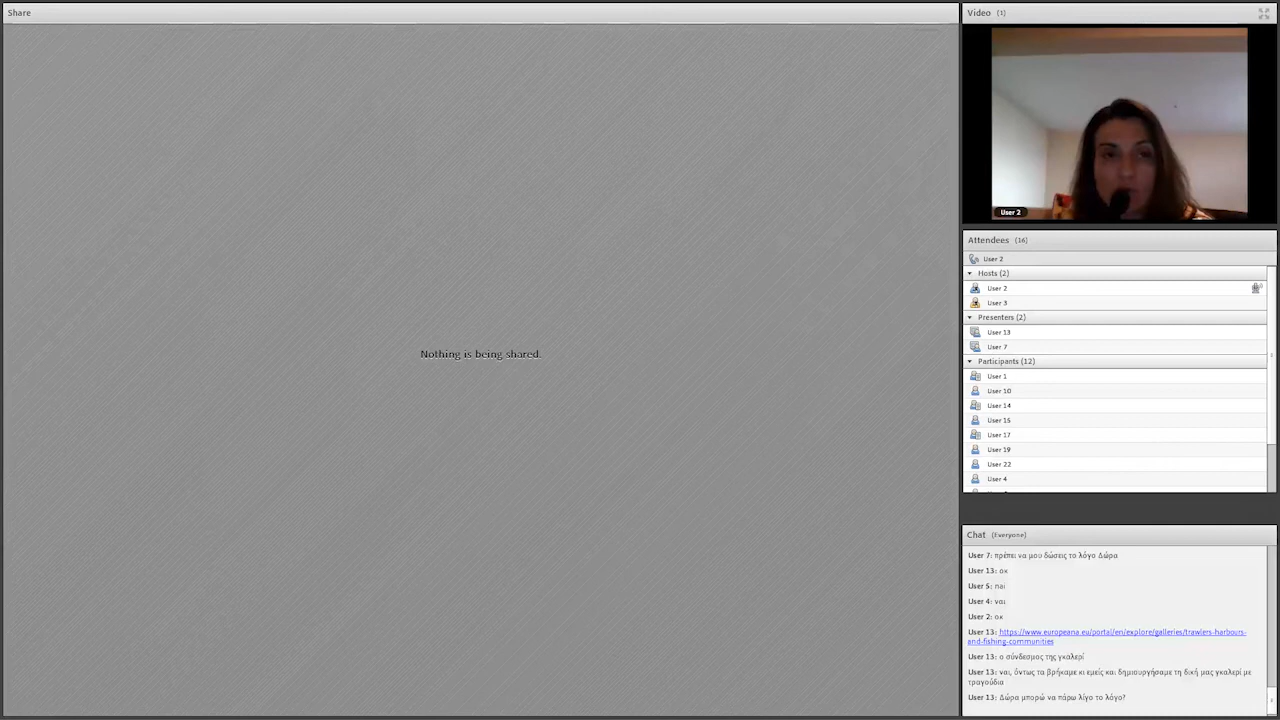 Share
Nothing is being shared.
Video (1)
User 2
Attendees (16)
User 2
Hosts (2)
User 2
User 3
Presenters (2)
User 13
User 7
Participants (12)
User 1
User 10
User 14
User 15
User 17
User 19
User 22
User 4
Chat (Everyone)
User 7: πρέπει να μου δώσεις το λόγο Δώρα
User 13: οκ
User 5: ναι
User 4: ναι
User 2: οκ
User 13: https://www.europeana.eu/portal/en/explore/galleries/trawlers-harbours-
and-fishing-communities
User 13: ο σύνδεσμος της γκαλερί
User 13: ναι, όντως τα βρήκαμε κι εμείς και δημιουργήσαμε τη δική μας γκαλερί με
τραγούδια
User 13: Δώρα μπορώ να πάρω λίγο το λόγο?